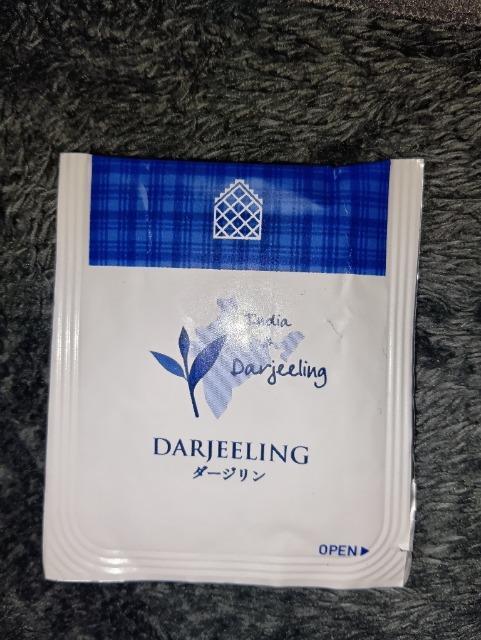 India
Darjeeling
DARJEELING
ダージリン
OPEN▶